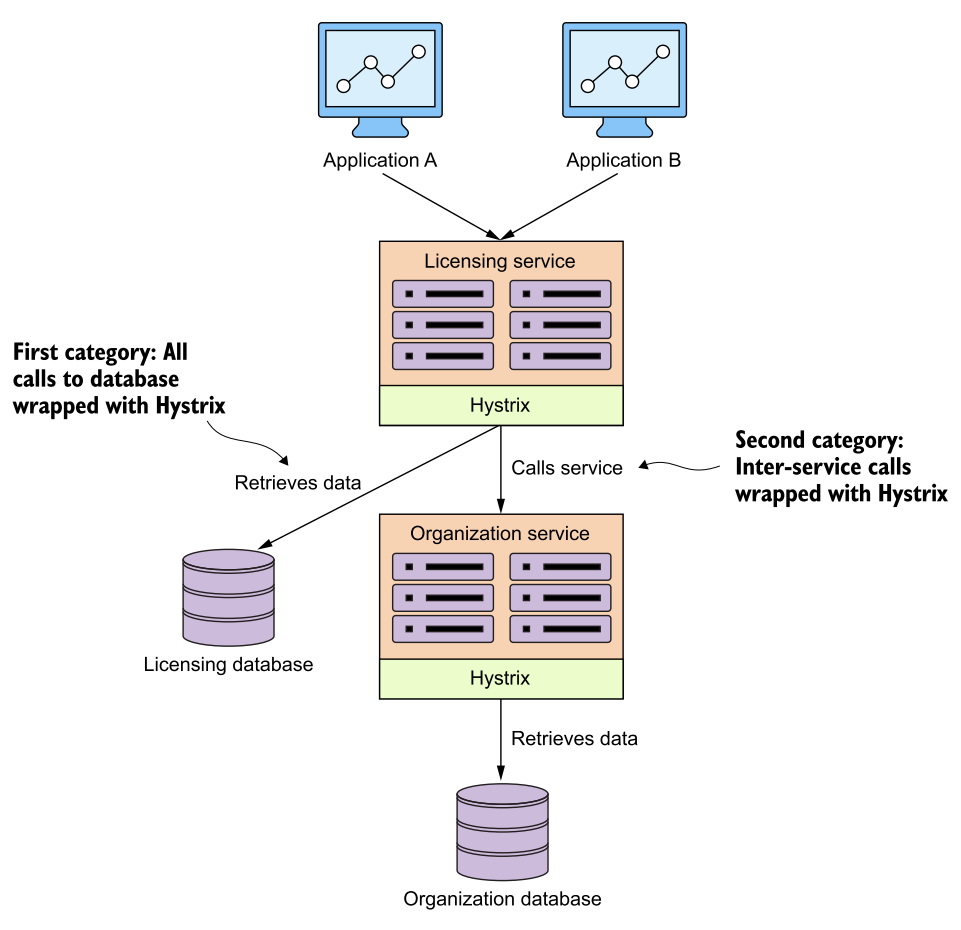 Application A
Application B
Licensing service
Hystrix
First category: All
calls to database
wrapped with Hystrix
Retrieves data
Calls service
Second category:
Inter-service calls
wrapped with Hystrix
Organization service
Hystrix
Licensing database
Retrieves data
Organization database